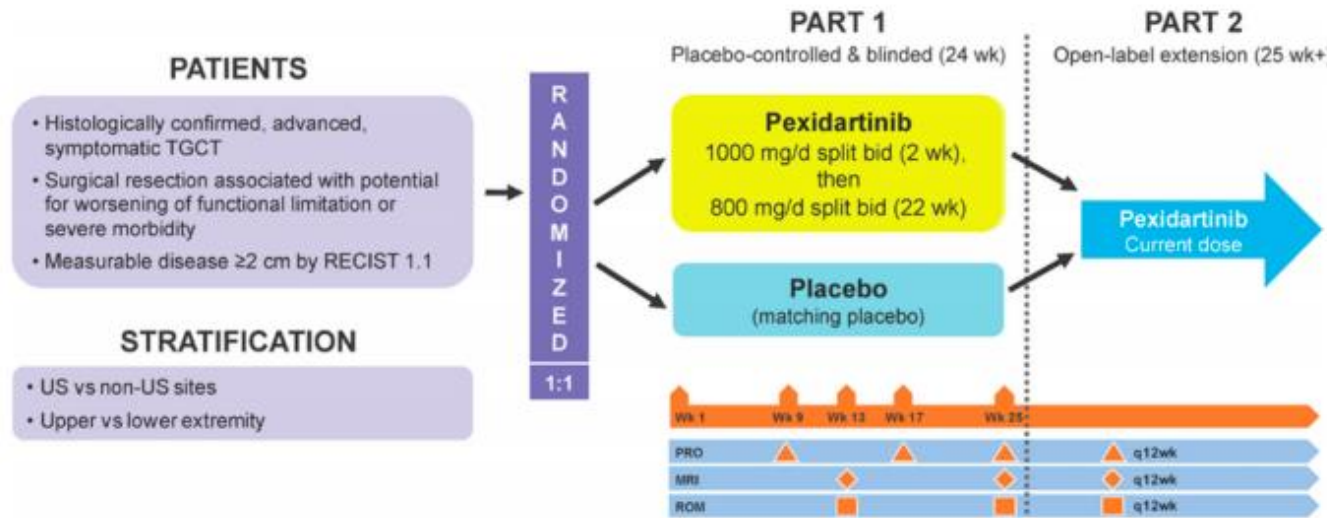 PATIENTS
• Histologically confirmed, advanced,
symptomatic TGCT
• Surgical resection associated with potential
for worsening of functional limitation or
severe morbidity
• Measurable disease ≥2 cm by RECIST 1.1
STRATIFICATION
• US vs non-US sites
• Upper vs lower extremity
RANDOMIZED
1:1
PART 1
Placebo-controlled & blinded (24 wk)
Pexidartinib
1000 mg/d split bid (2 wk),
then
800 mg/d split bid (22 wk)
Placebo
(matching placebo)
PART 2
Open-label extension (25 wk+
Pexidartinib
Current dose
Wk 1 Wk 9 Wk 13 Wk 17 Wk 25
PRO q12wk
MRI q12wk
ROM q12wk